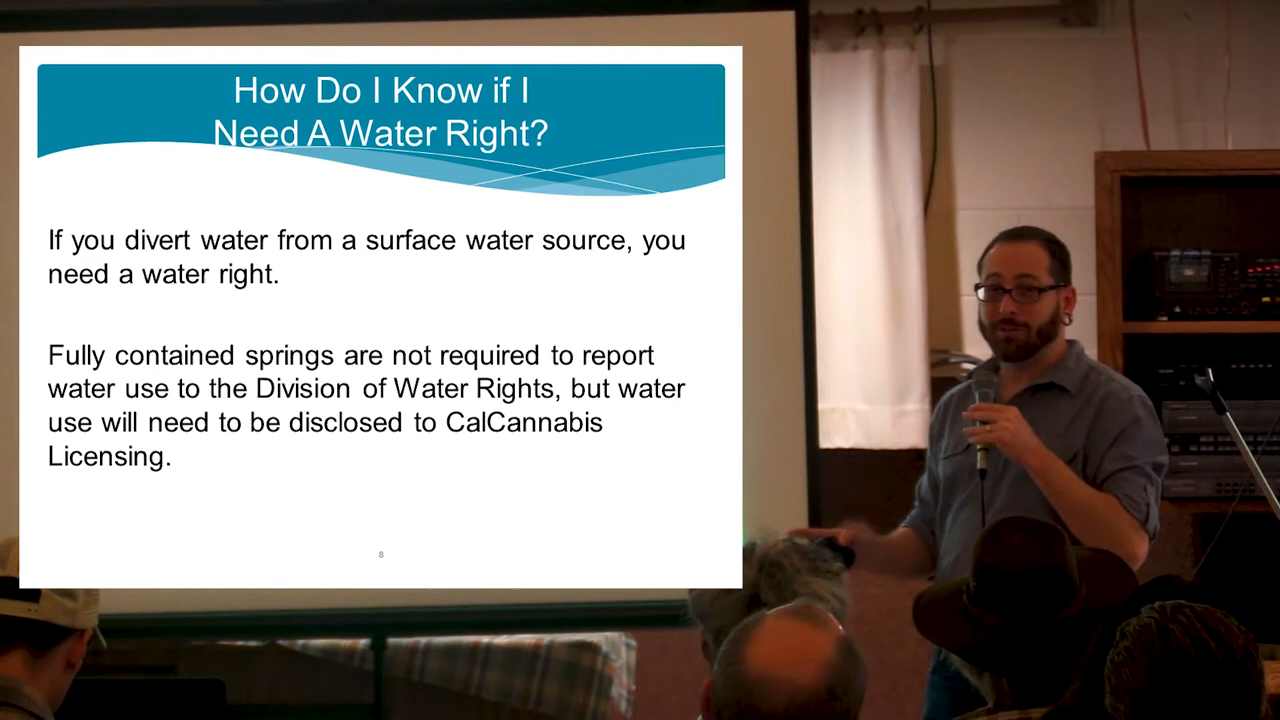 How Do I Know if I
Need A Water Right?
If you divert water from a surface water source, you
need a water right.
Fully contained springs are not required to report
water use to the Division of Water Rights, but water
use will need to be disclosed to CalCannabis
Licensing.
8